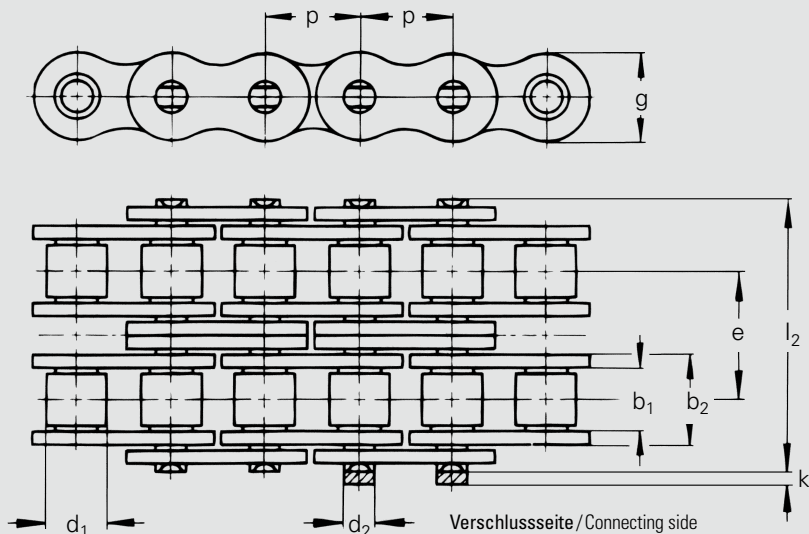 p p
g
l₂
e
b₁ b₂
k
d₁ d₂
Verschlussseite / Connecting side